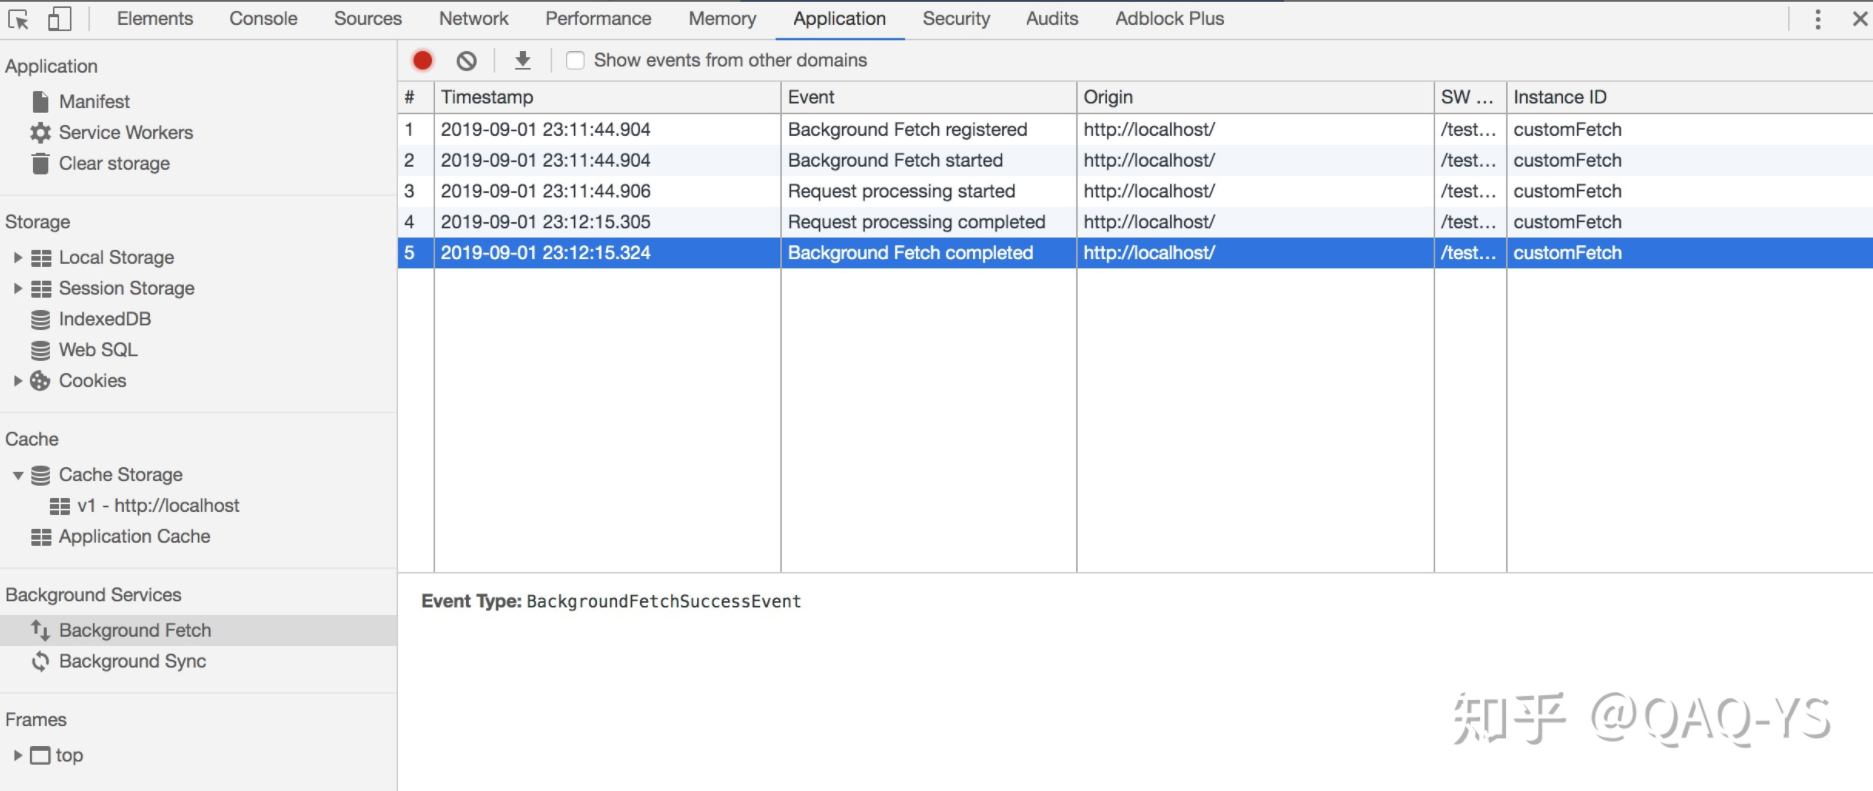 Elements Console Sources Network Performance Memory Application Security Audits Adblock Plus
Application
Manifest
Service Workers
Clear storage
Storage
Local Storage
Session Storage
IndexedDB
Web SQL
Cookies
Cache
Cache Storage
v1 - http://localhost
Application Cache
Background Services
Background Fetch
Background Sync
Frames
top
Show events from other domains
# Timestamp Event Origin SW ... Instance ID
1 2019-09-01 23:11:44.904 Background Fetch registered http://localhost/ /test... customFetch
2 2019-09-01 23:11:44.904 Background Fetch started http://localhost/ /test... customFetch
3 2019-09-01 23:11:44.906 Request processing started http://localhost/ /test... customFetch
4 2019-09-01 23:12:15.305 Request processing completed http://localhost/ /test... customFetch
5 2019-09-01 23:12:15.324 Background Fetch completed http://localhost/ /test... customFetch
Event Type: BackgroundFetchSuccessEvent
知乎 @QAQ-YS